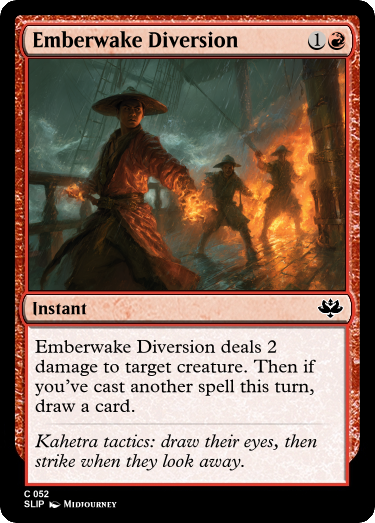 Emberwake Diversion 1
Instant
Emberwake Diversion deals 2
damage to target creature. Then if
you've cast another spell this turn,
draw a card.
Kahetra tactics: draw their eyes, then
strike when they look away.
C 052
SLIP Midjourney